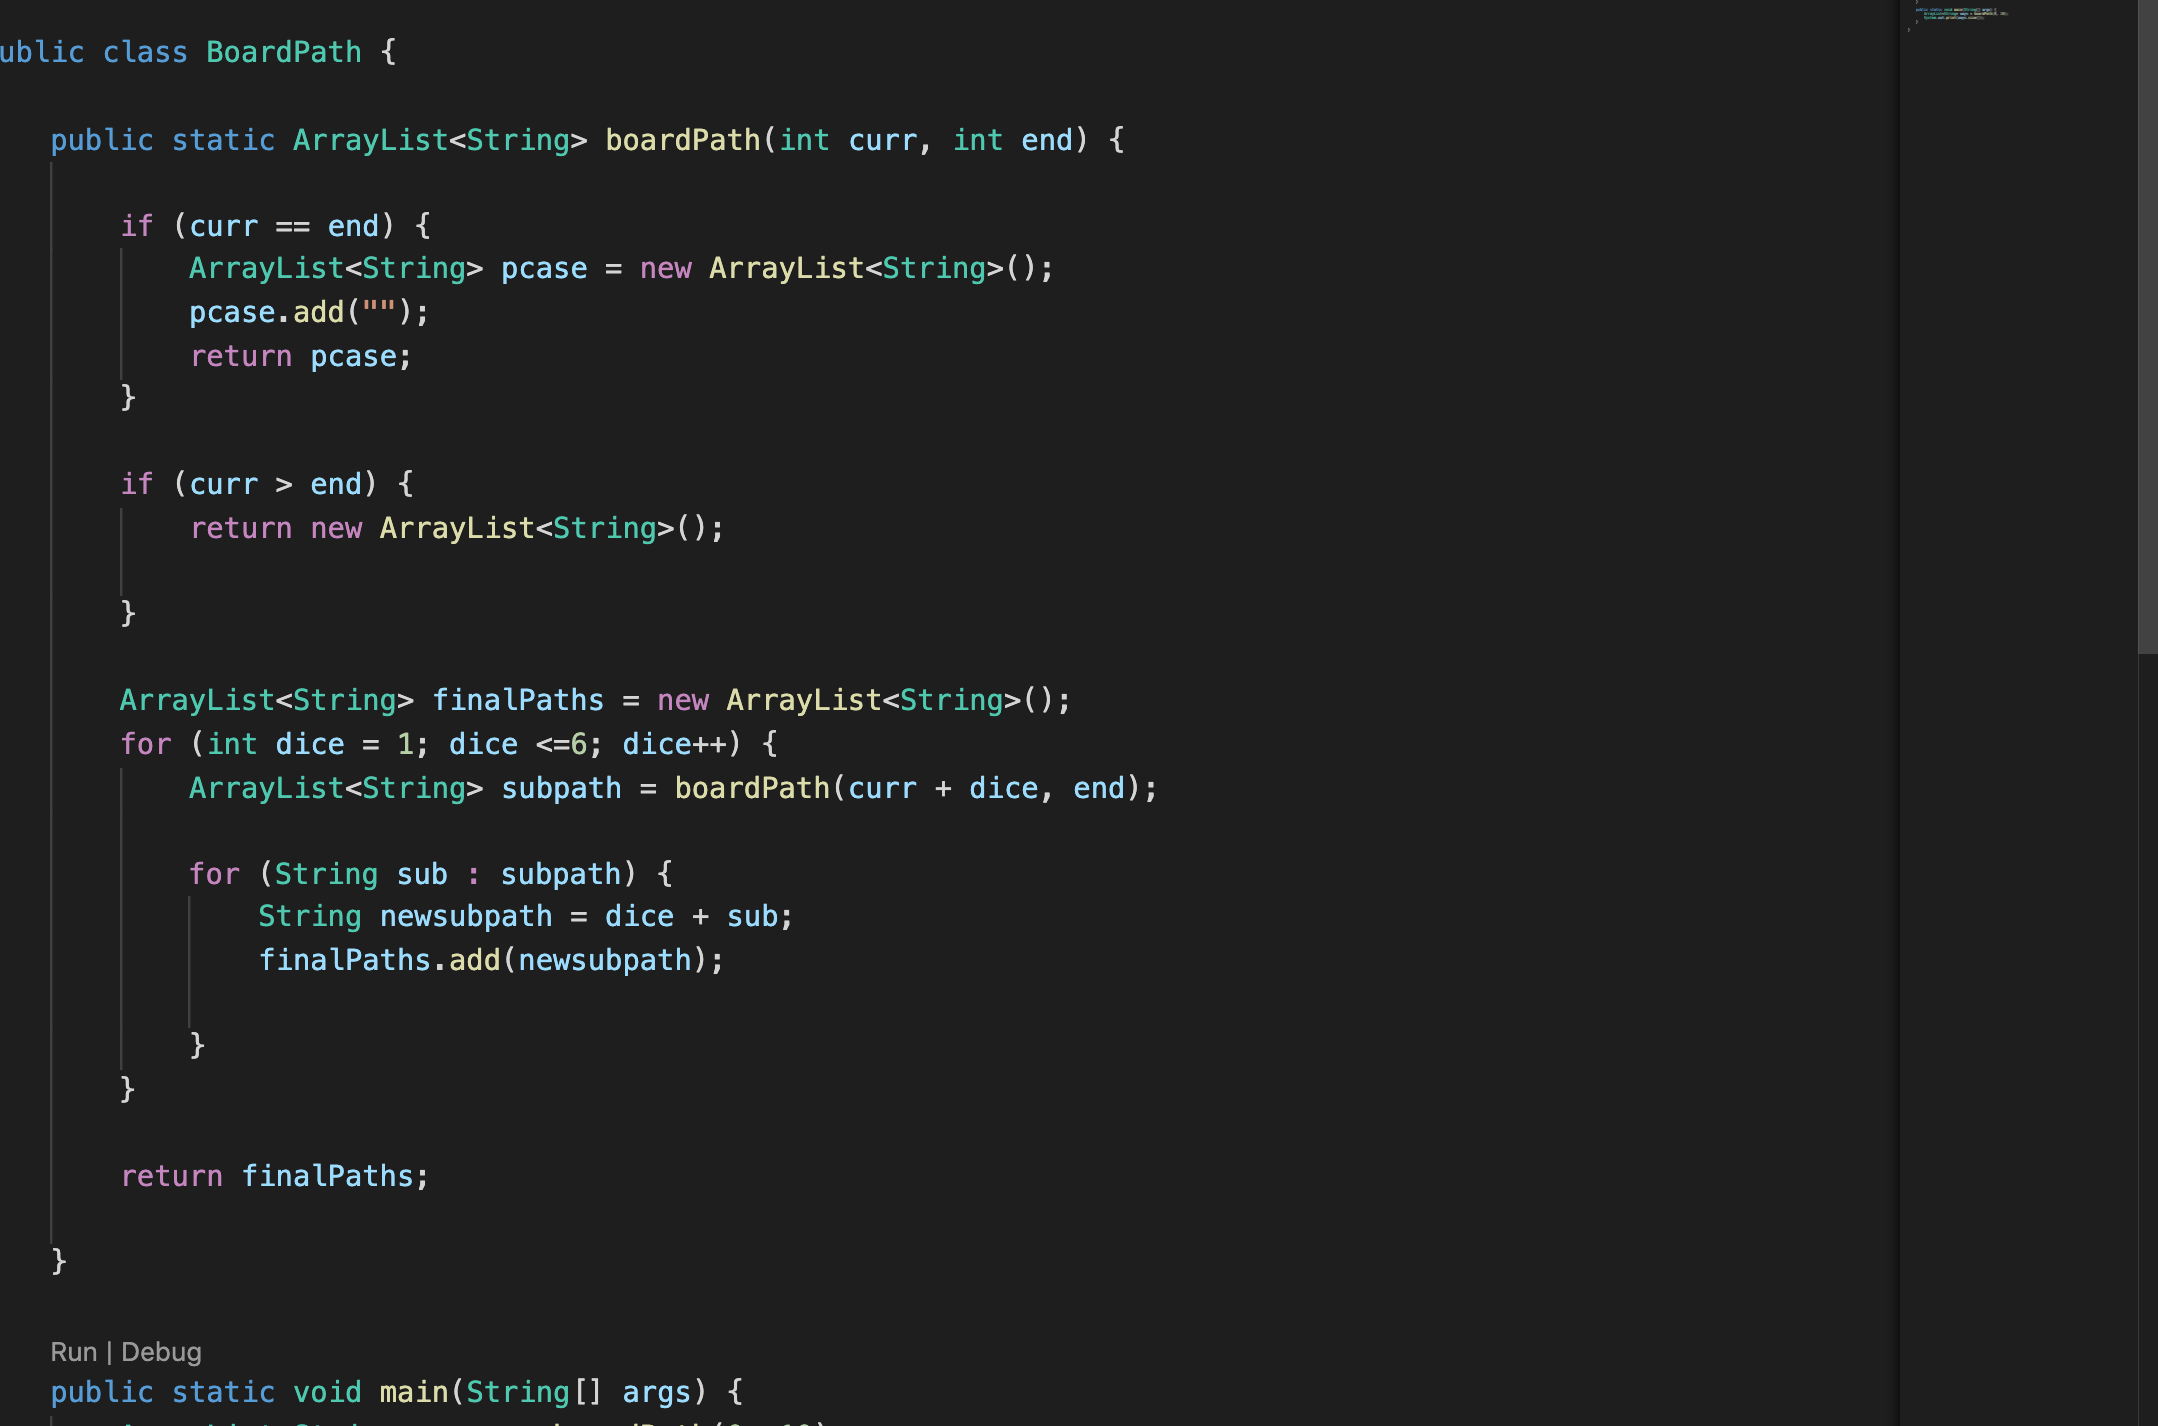 ublic class BoardPath {
public static ArrayList<String> boardPath(int curr, int end) {
if (curr == end) {
ArrayList<String> pcase = new ArrayList<String>();
pcase.add("");
return pcase;
}
if (curr > end) {
return new ArrayList<String>();
}
ArrayList<String> finalPaths = new ArrayList<String>();
for (int dice = 1; dice <=6; dice++) {
ArrayList<String> subpath = boardPath(curr + dice, end);
for (String sub : subpath) {
String newsubpath = dice + sub;
finalPaths.add(newsubpath);
}
}
return finalPaths;
}
Run | Debug
public static void main(String[] args) {